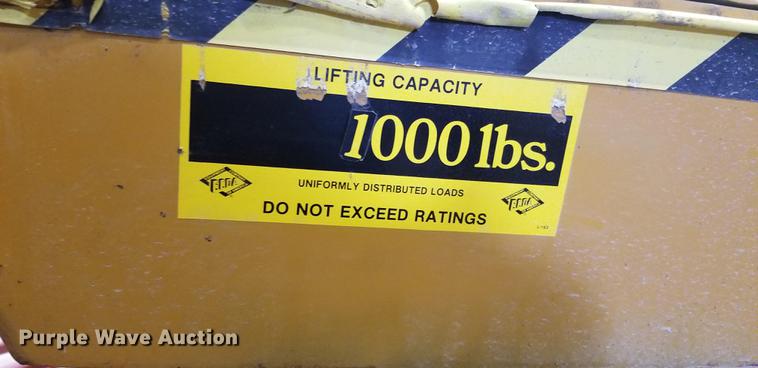 LIFTING CAPACITY
1000 lbs.
UNIFORMLY DISTRIBUTED LOADS
DO NOT EXCEED RATINGS
Purple Wave Auction